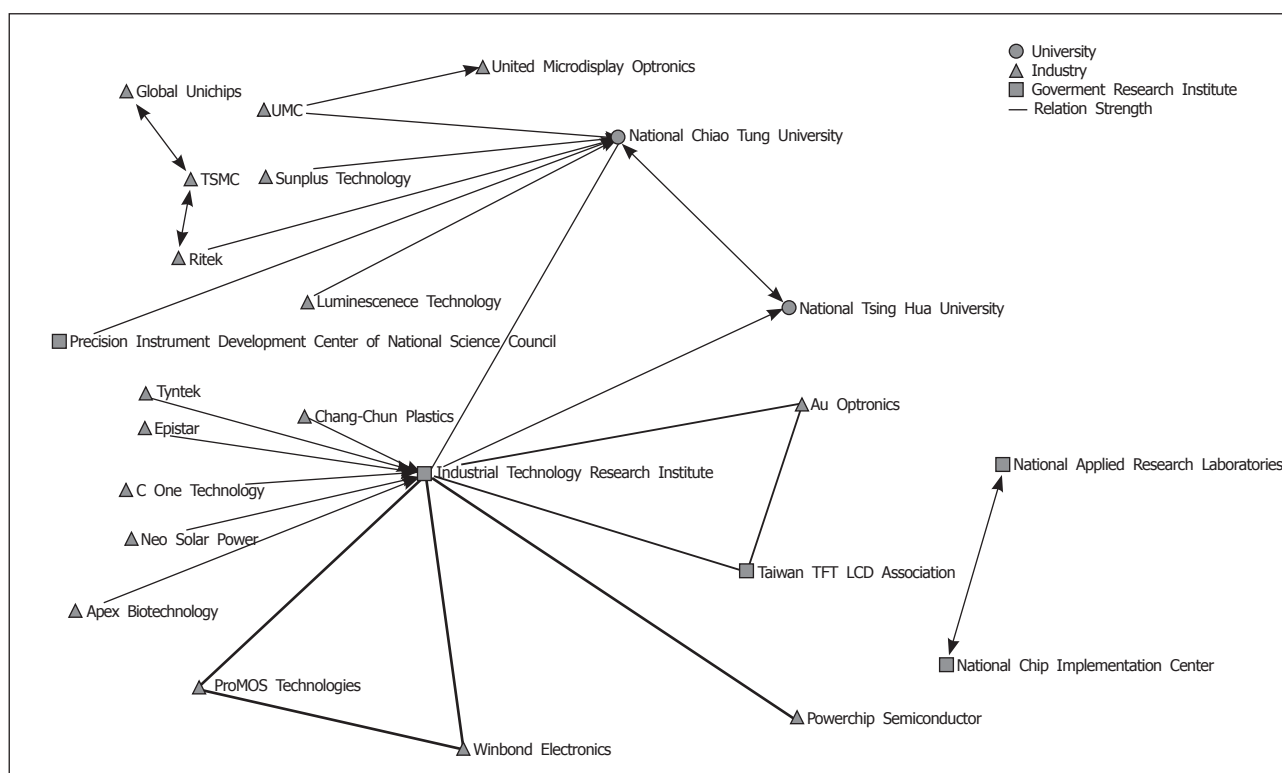 University
Industry
Goverment Research Institute
Relation Strength
United Microdisplay Optronics
Global Unichips
UMC
National Chiao Tung University
TSMC
Sunplus Technology
Ritek
Luminescenece Technology
National Tsing Hua University
Precision Instrument Development Center of National Science Council
Tyntek
Chang-Chun Plastics
Au Optronics
Epistar
Industrial Technology Research Institute
National Applied Research Laboratories
C One Technology
Neo Solar Power
Taiwan TFT LCD Association
Apex Biotechnology
National Chip Implementation Center
ProMOS Technologies
Powerchip Semiconductor
Winbond Electronics